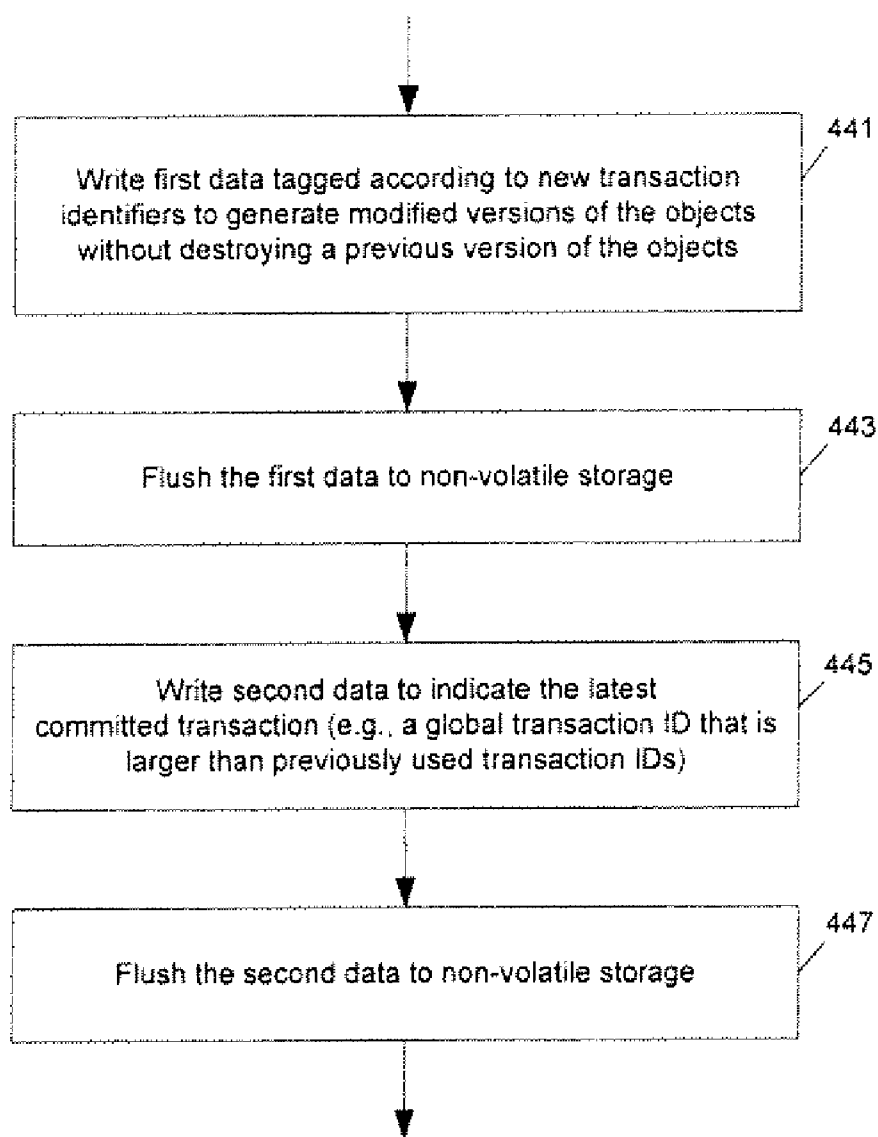 441
Write first data tagged according to new transaction
identifiers to generate modified versions of the objects
without destroying a previous version of the objects
443
Flush the first data to non-volatile storage
445
Write second data to indicate the latest
committed transaction (e.g., a global transaction ID that is
larger than previously used transaction IDs)
447
Flush the second data to non-volatile storage